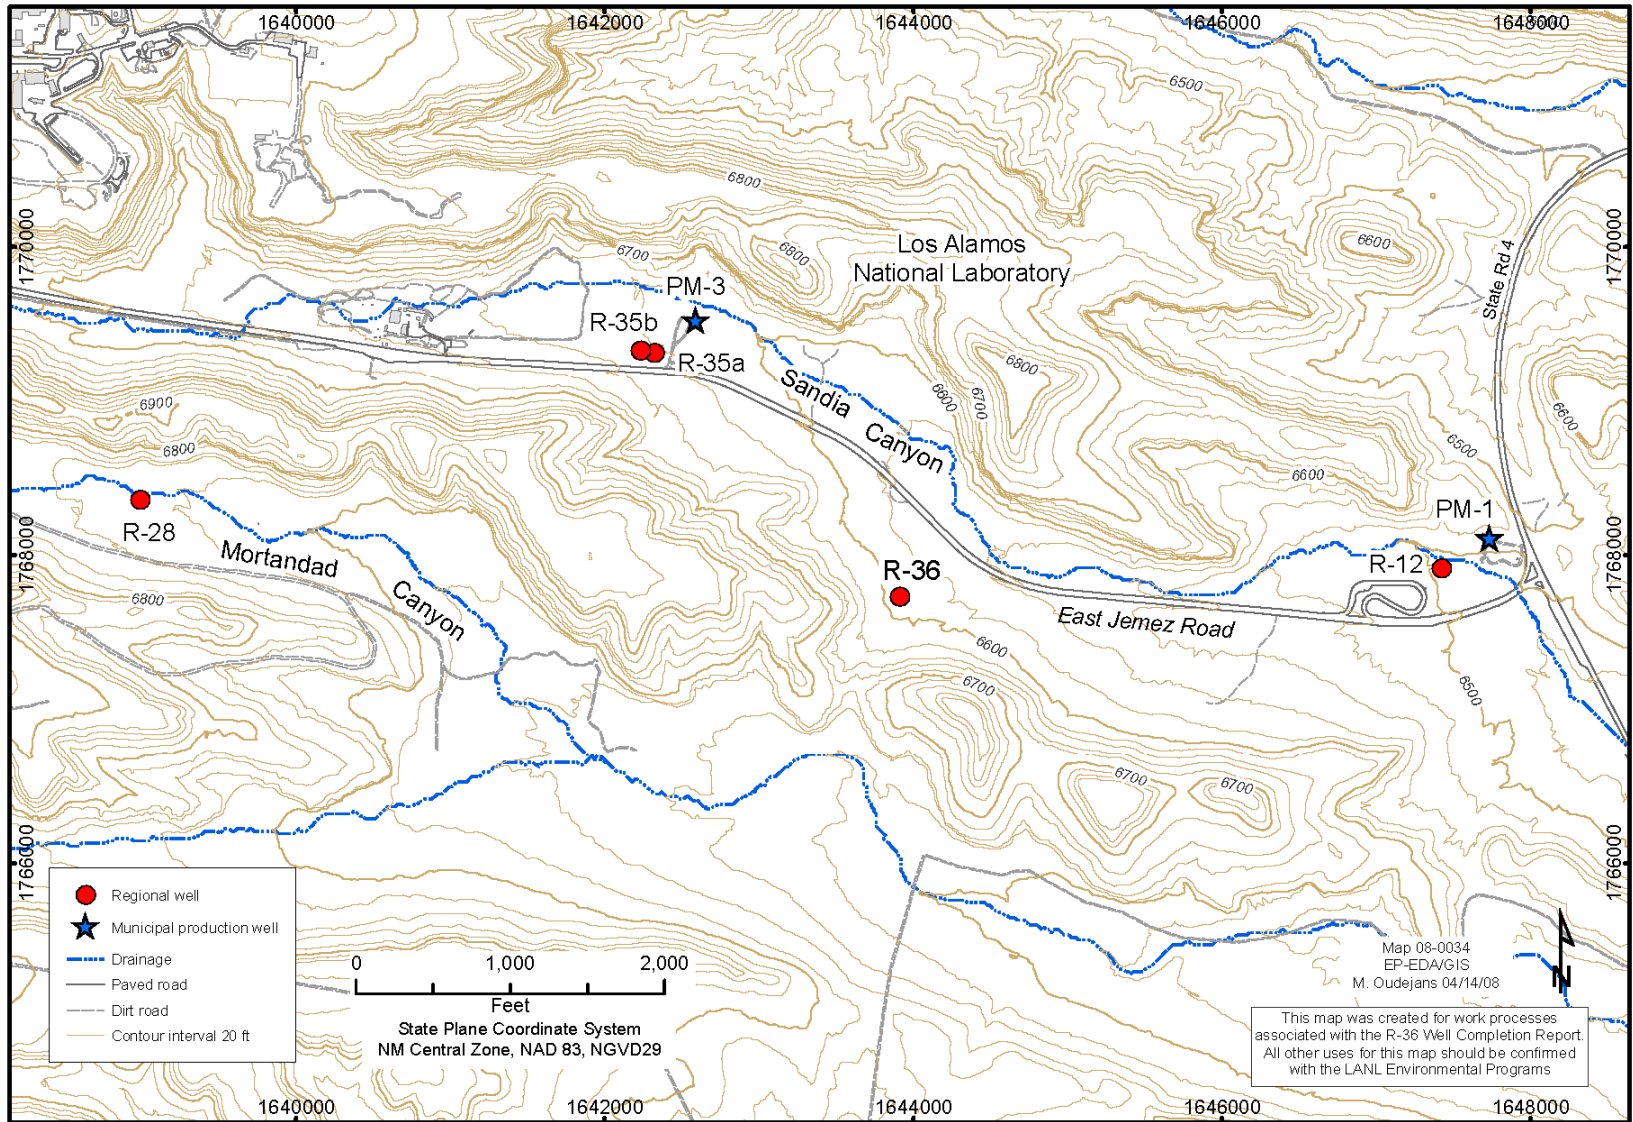 1640000
1642000
1644000
1646000
1648000
6500
6800
1770000
6700
6800
Los Alamos
National Laboratory
6600
1770000
State Rd 4
PM-3
R-35b
R-35a
6900
6800
Sandia
Canyon
6600
6700
6800
6500
6600
6600
R-28
Mortandad
Canyon
1768000
6800
R-36
PM-1
R-12
1768000
East Jemez Road
6600
6700
6500
6700
6700
1766000
1766000
Regional well
Municipal production well
Drainage
Paved road
Dirt road
Contour interval 20 ft
0
1,000
2,000
Feet
State Plane Coordinate System
NM Central Zone, NAD 83, NGVD29
Map 08-0034
EP-EDA/GIS
M. Oudejans 04/14/08
N
This map was created for work processes
associated with the R-36 Well Completion Report.
All other uses for this map should be confirmed
with the LANL Environmental Programs
1640000
1642000
1644000
1646000
1648000